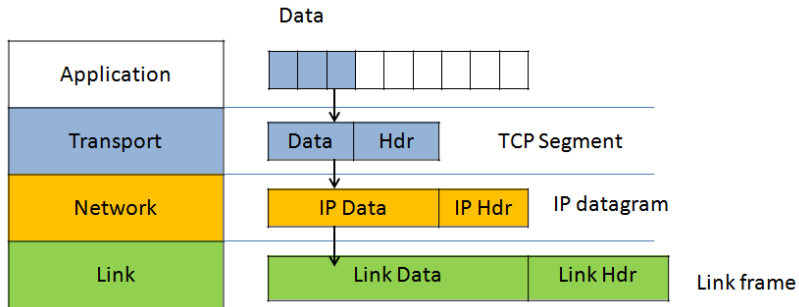 Data
Application
Transport
Data
Hdr
TCP Segment
Network
IP Data
IP Hdr
IP datagram
Link
Link Data
Link Hdr
Link frame